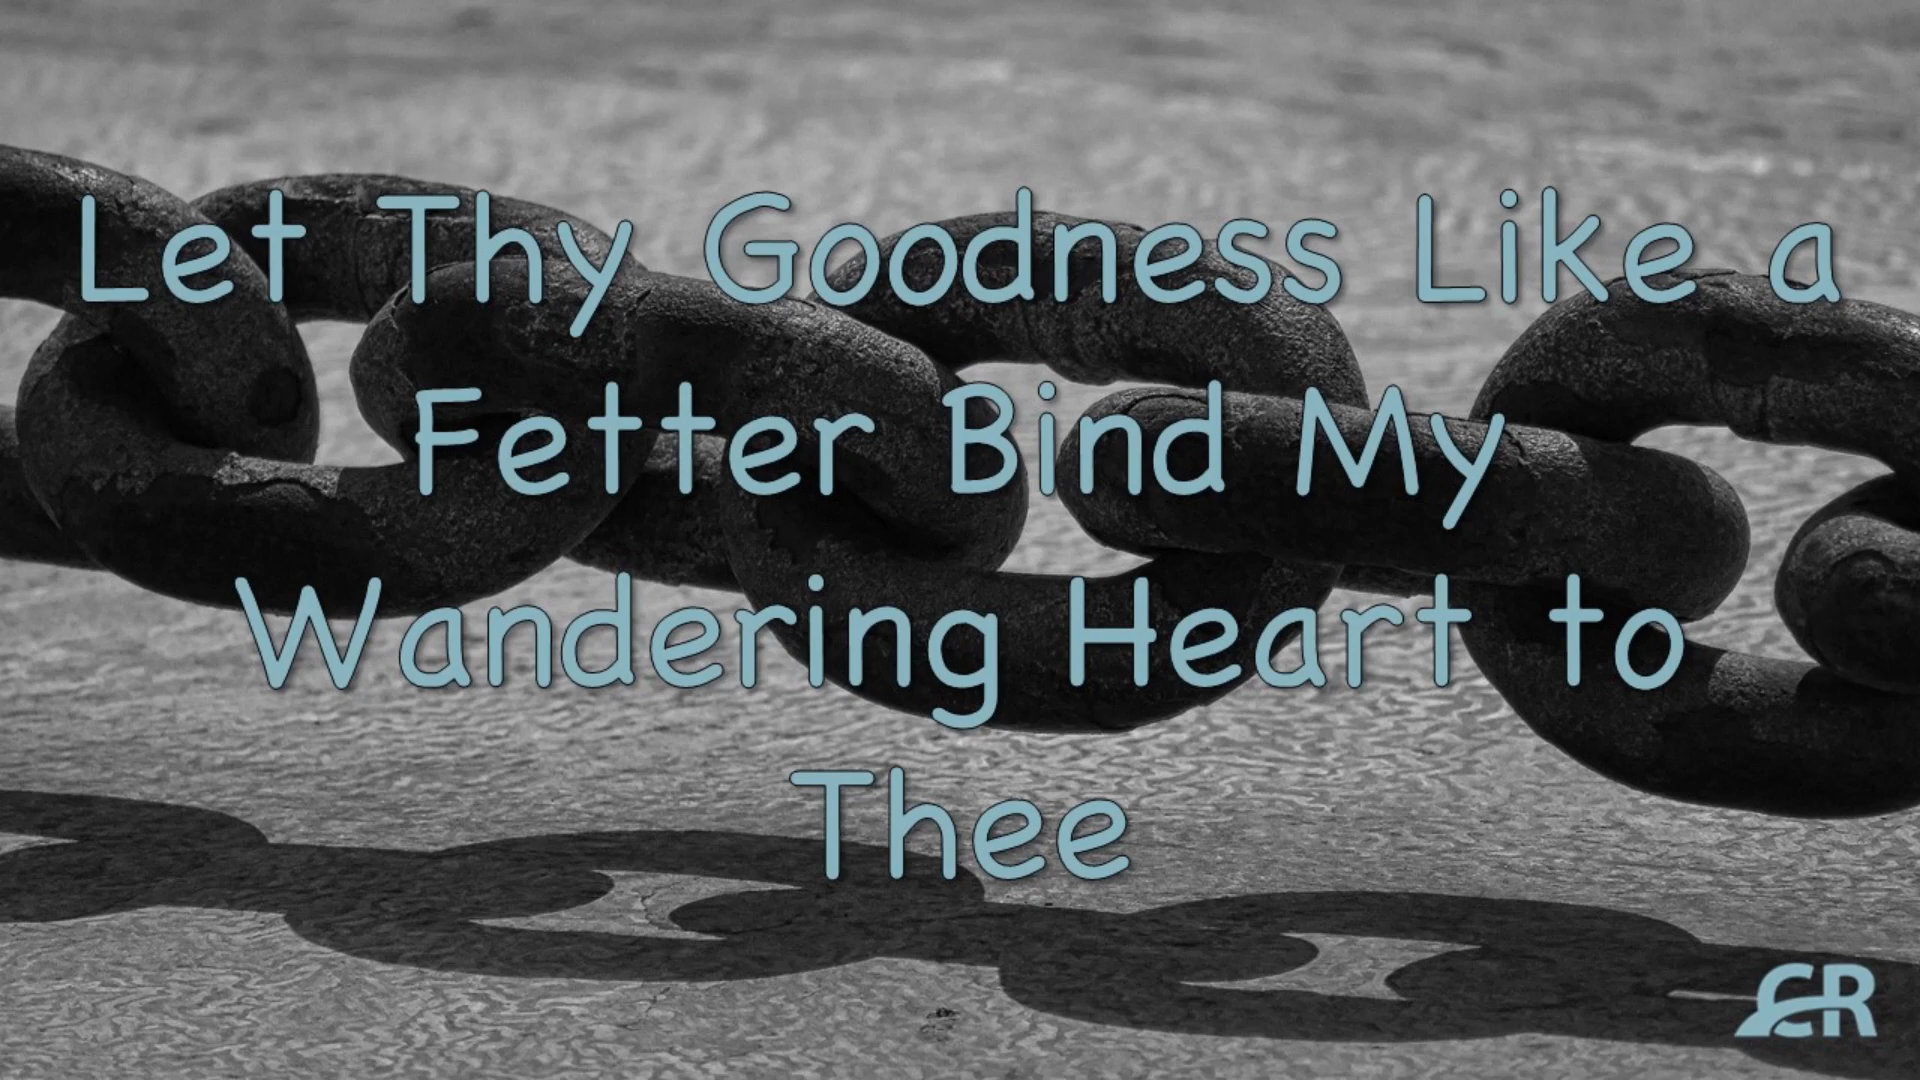 Let Thy Goodness Like a
Fetter Bind My
Wandering Heart to
Thee
CR